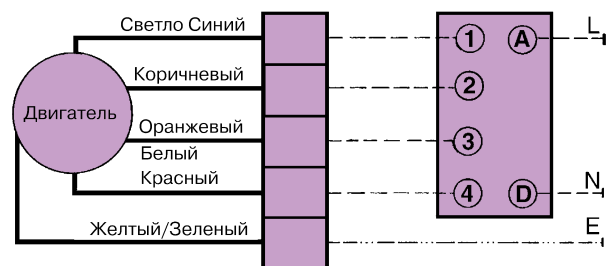 Светло Синий
L
1
A
Коричневый
2
Двигатель
Оранжевый
Белый
3
Красный
4
D
N
Желтый/Зеленый
E